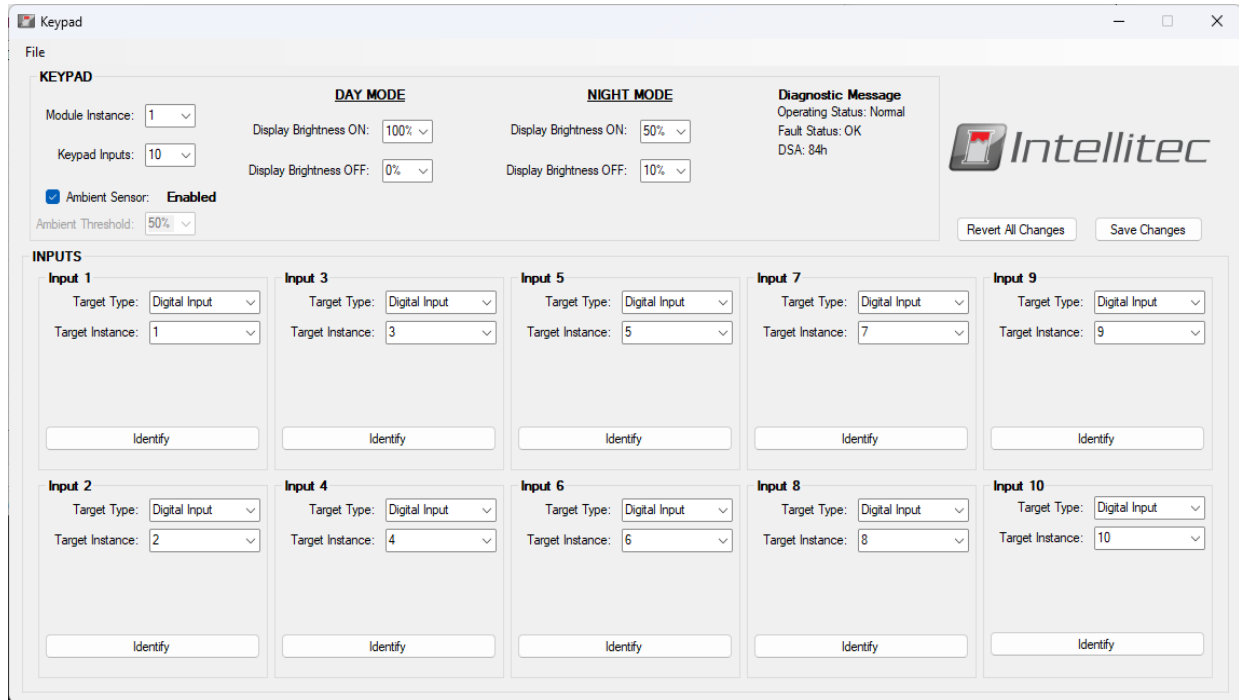 Keypad
File
KEYPAD
Module Instance: 1
Keypad Inputs: 10
Ambient Sensor: Enabled
Ambient Threshold: 50%
DAY MODE
Display Brightness ON: 100%
Display Brightness OFF: 0%
NIGHT MODE
Display Brightness ON: 50%
Display Brightness OFF: 10%
Diagnostic Message
Operating Status: Normal
Fault Status: OK
DSA: 84h
Intellitec
Revert All Changes
Save Changes
INPUTS
Input 1
Target Type: Digital Input
Target Instance: 1
Identify
Input 3
Target Type: Digital Input
Target Instance: 3
Identify
Input 5
Target Type: Digital Input
Target Instance: 5
Identify
Input 7
Target Type: Digital Input
Target Instance: 7
Identify
Input 9
Target Type: Digital Input
Target Instance: 9
Identify
Input 2
Target Type: Digital Input
Target Instance: 2
Identify
Input 4
Target Type: Digital Input
Target Instance: 4
Identify
Input 6
Target Type: Digital Input
Target Instance: 6
Identify
Input 8
Target Type: Digital Input
Target Instance: 8
Identify
Input 10
Target Type: Digital Input
Target Instance: 10
Identify